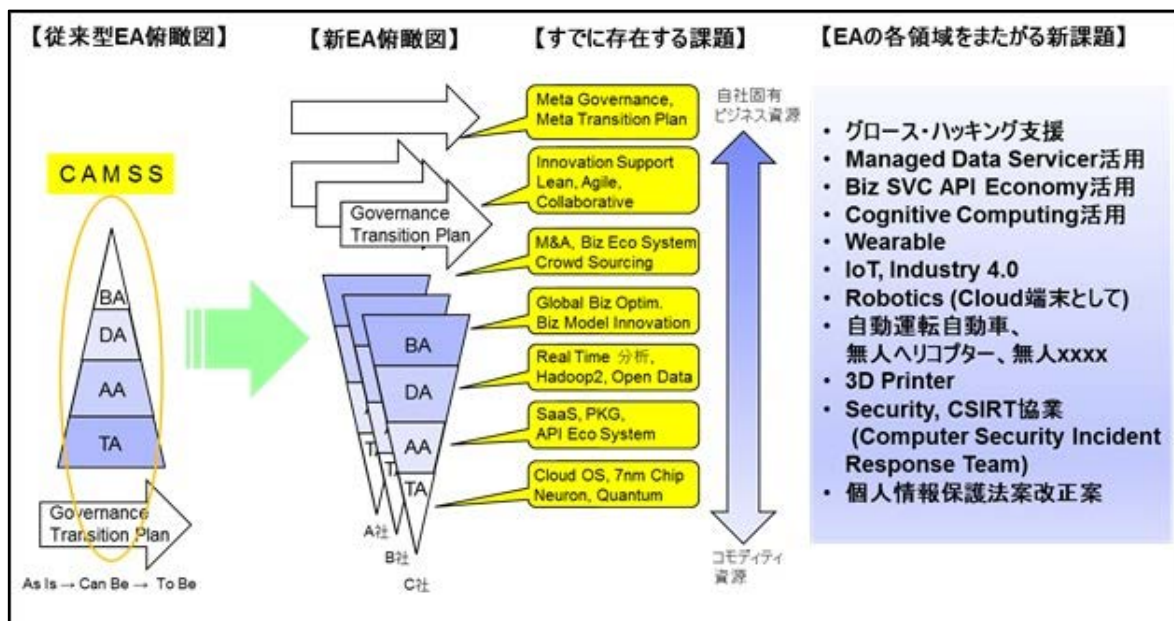 【従来型EA俯瞰図】
CAMSS
BA
DA
AA
TA
Governance
Transition Plan
As Is → Can Be → To Be
【新EA俯瞰図】
Governance
Transition Plan
BA
DA
AA
TA
A社
B社
C社
【すでに存在する課題】
Meta Governance,
Meta Transition Plan
Innovation Support
Lean, Agile,
Collaborative
M&A, Biz Eco System
Crowd Sourcing
Global Biz Optim.
Biz Model Innovation
Real Time 分析,
Hadoop2, Open Data
SaaS, PKG,
API Eco System
Cloud OS, 7nm Chip
Neuron, Quantum
自社固有
ビジネス資源
コモディティ
資源
【EAの各領域をまたがる新課題】
• グロース・ハッキング支援
• Managed Data Servicer活用
• Biz SVC API Economy活用
• Cognitive Computing活用
• Wearable
• IoT, Industry 4.0
• Robotics (Cloud端末として)
• 自動運転自動車、
無人ヘリコプター、無人xxxx
• 3D Printer
• Security, CSIRT協業
(Computer Security Incident
Response Team)
• 個人情報保護法案改正案